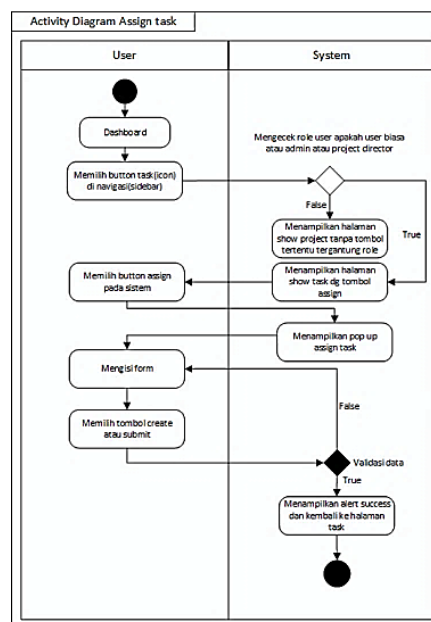 Activity Diagram Assign task
User
System
Dashboard
Mengecek role user apakah user biasa
atau admin atau project director
Memilih button task(icon)
di navigasi(sidebar)
False
True
Menampilkan halaman
show project tanpa tombol
tertentu tergantung role
Memilih button assign
pada sistem
Menampilkan halaman
show task dg tombol
assign
Menampilkan pop up
assign task
Mengisi form
False
Memilih tombol create
atau submit
Validasi data
True
Menampilkan alert success
dan kembali ke halaman
task